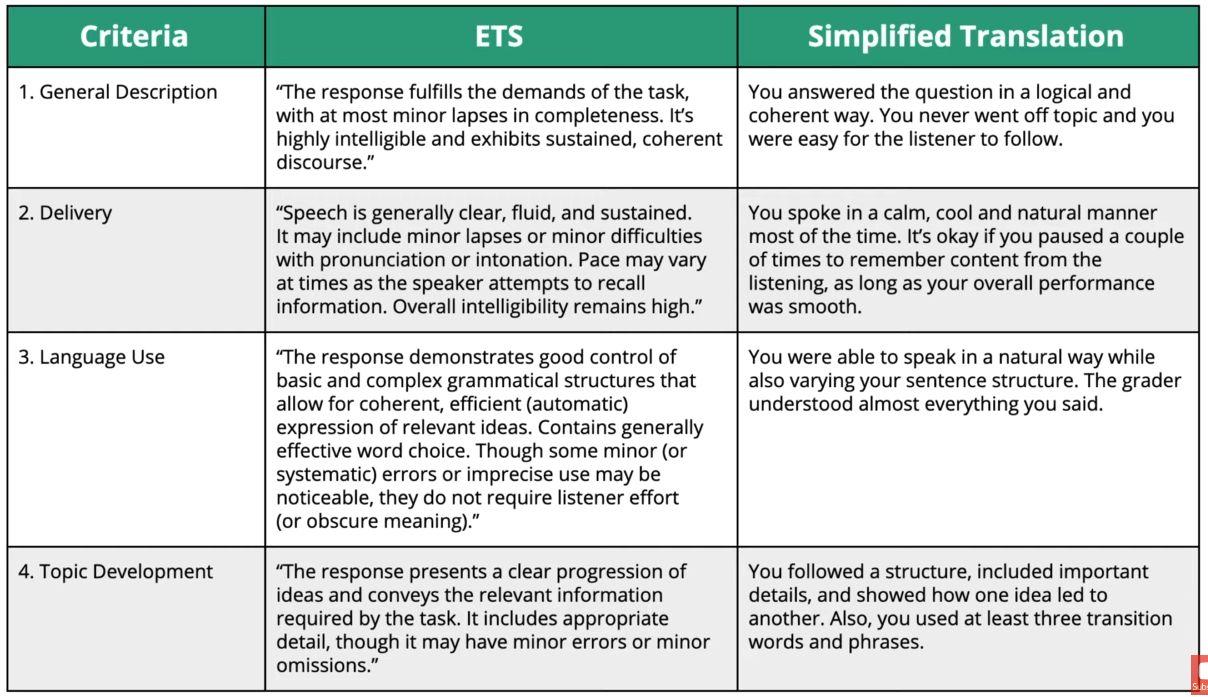 Criteria
ETS
Simplified Translation
1. General Description
“The response fulfills the demands of the task,
with at most minor lapses in completeness. It’s
highly intelligible and exhibits sustained, coherent
discourse.”
You answered the question in a logical and
coherent way. You never went off topic and you
were easy for the listener to follow.
2. Delivery
“Speech is generally clear, fluid, and sustained.
It may include minor lapses or minor difficulties
with pronunciation or intonation. Pace may vary
at times as the speaker attempts to recall
information. Overall intelligibility remains high.”
You spoke in a calm, cool and natural manner
most of the time. It’s okay if you paused a couple
of times to remember content from the
listening, as long as your overall performance
was smooth.
3. Language Use
“The response demonstrates good control of
basic and complex grammatical structures that
allow for coherent, efficient (automatic)
expression of relevant ideas. Contains generally
effective word choice. Though some minor (or
systematic) errors or imprecise use may be
noticeable, they do not require listener effort
(or obscure meaning).”
You were able to speak in a natural way while
also varying your sentence structure. The grader
understood almost everything you said.
4. Topic Development
“The response presents a clear progression of
ideas and conveys the relevant information
required by the task. It includes appropriate
detail, though it may have minor errors or minor
omissions.”
You followed a structure, included important
details, and showed how one idea led to
another. Also, you used at least three transition
words and phrases.